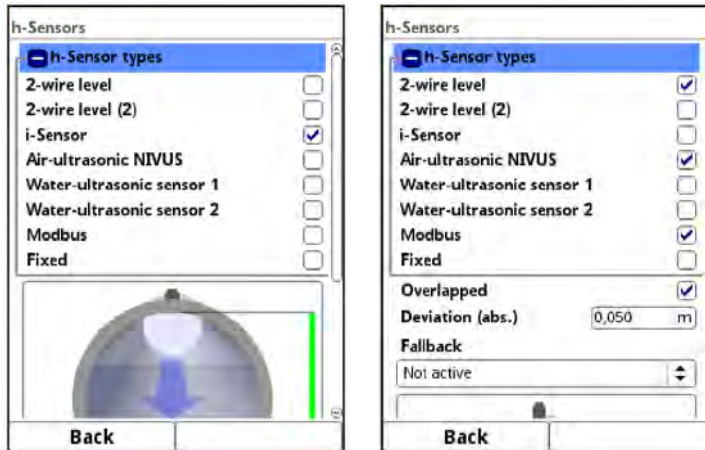 h-Sensors
h-Sensor types
2-wire level
2-wire level (2)
i-Sensor
Air-ultrasonic NIVUS
Water-ultrasonic sensor 1
Water-ultrasonic sensor 2
Modbus
Fixed
Back
h-Sensors
h-Sensor types
2-wire level
2-wire level (2)
i-Sensor
Air-ultrasonic NIVUS
Water-ultrasonic sensor 1
Water-ultrasonic sensor 2
Modbus
Fixed
Overlapped
Deviation (abs.) 0,050 m
Fallback
Not active
Back